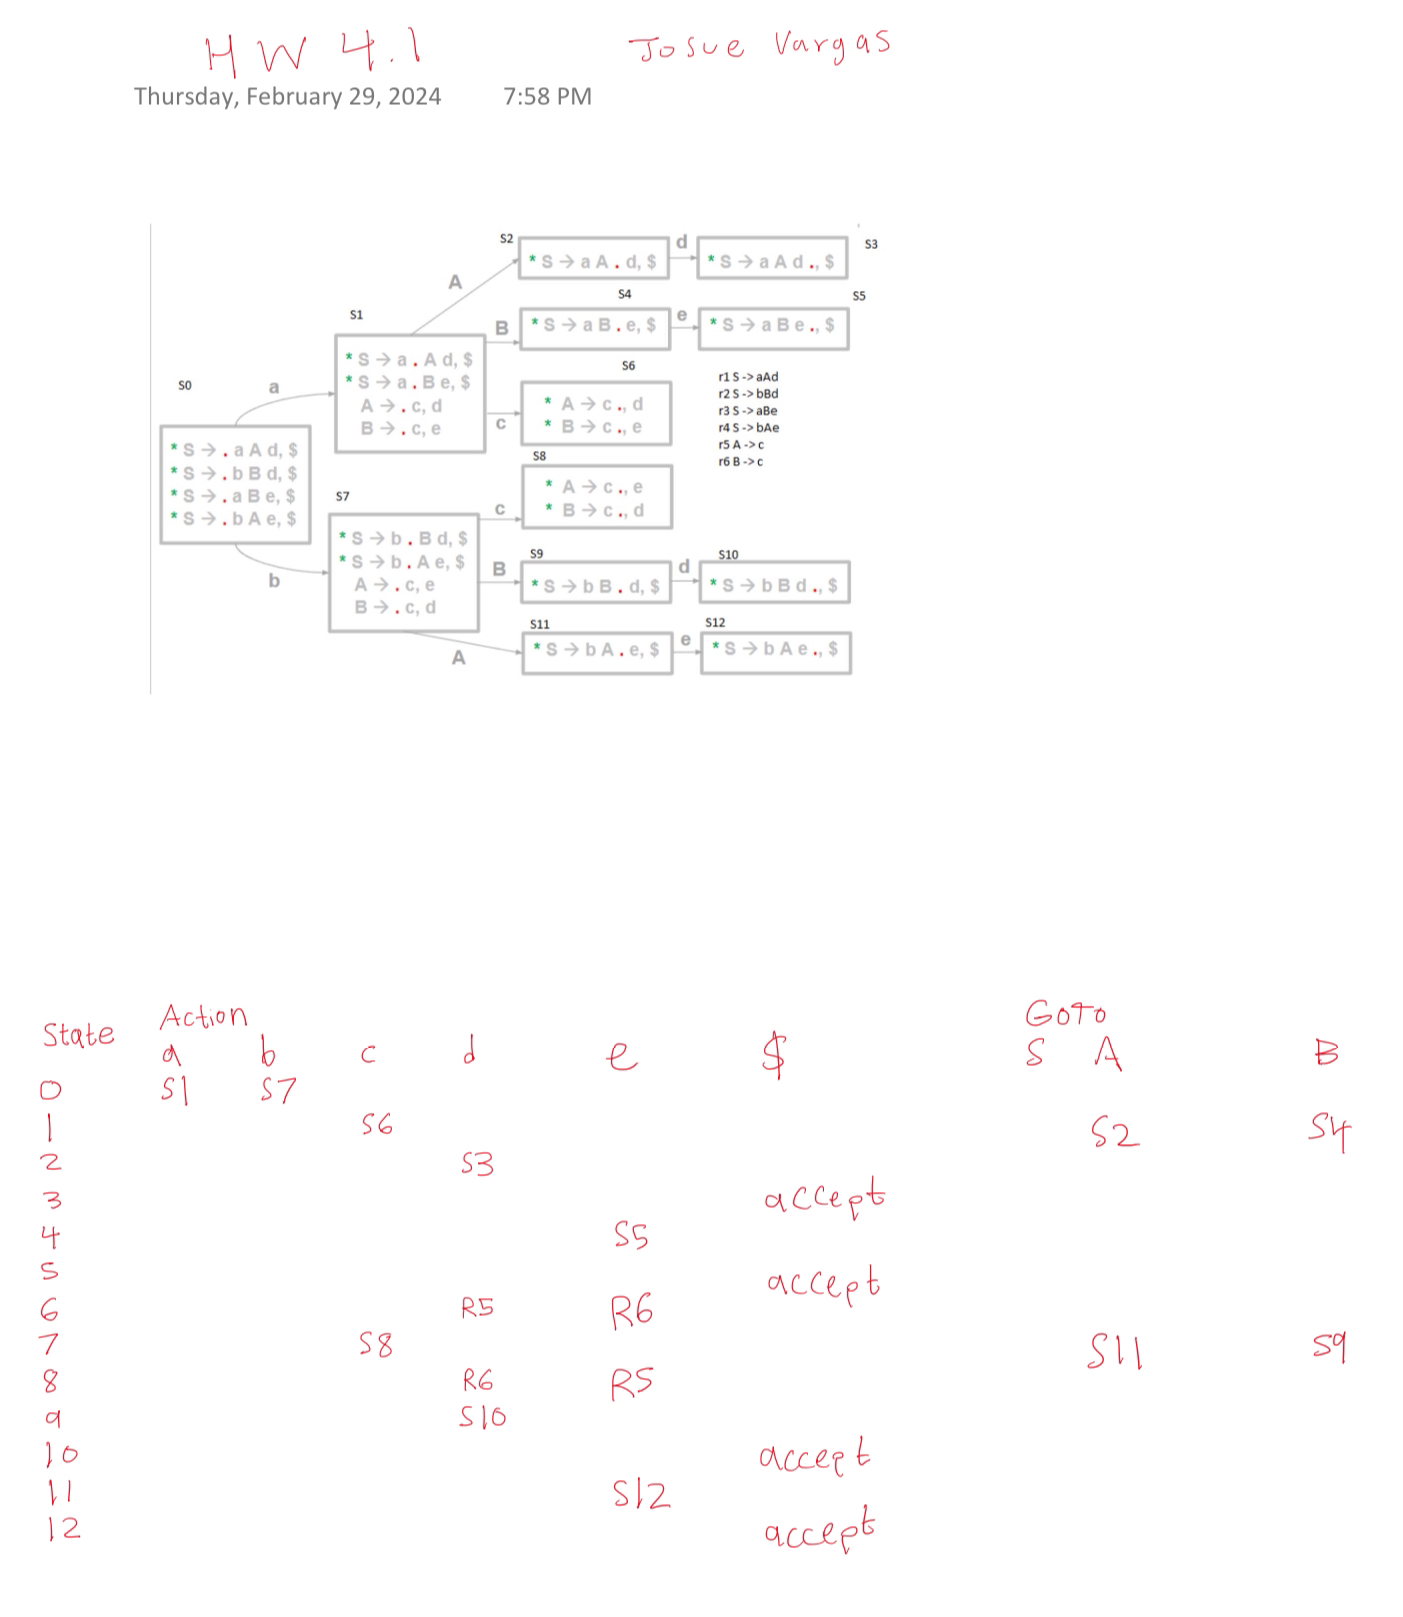 HW 4.1 Josue Vargas
Thursday, February 29, 2024 7:58 PM
S2
* S → a A . d, $
d
* S → a A d ., $
S3
A
S4
S5
S1
B
* S → a B . e, $
e
* S → a B e ., $
* S → a . A d, $
* S → a . B e, $
A → . c, d
B → . c, e
S6
r1 S -> aAd
r2 S -> bBd
r3 S -> aBe
r4 S -> bAe
r5 A -> c
r6 B -> c
S0
a
c
* A → c ., d
* B → c ., e
* S → . a A d, $
* S → . b B d, $
* S → . a B e, $
* S → . b A e, $
S8
* A → c ., e
* B → c ., d
S7
c
* S → b . B d, $
* S → b . A e, $
A → . c, e
B → . c, d
b
S9
S10
B
* S → b B . d, $
d
* S → b B d ., $
S11
S12
A
* S → b A . e, $
e
* S → b A e ., $
State Action GOTO
a b c d e $ S A B
0 S1 S7
1 S6 S2 S4
2 S3
3 accept
4 S5
5 accept
6 R5 R6
7 S8 S11 S9
8 R6 R5
9 S10
10 accept
11 S12
12 accept